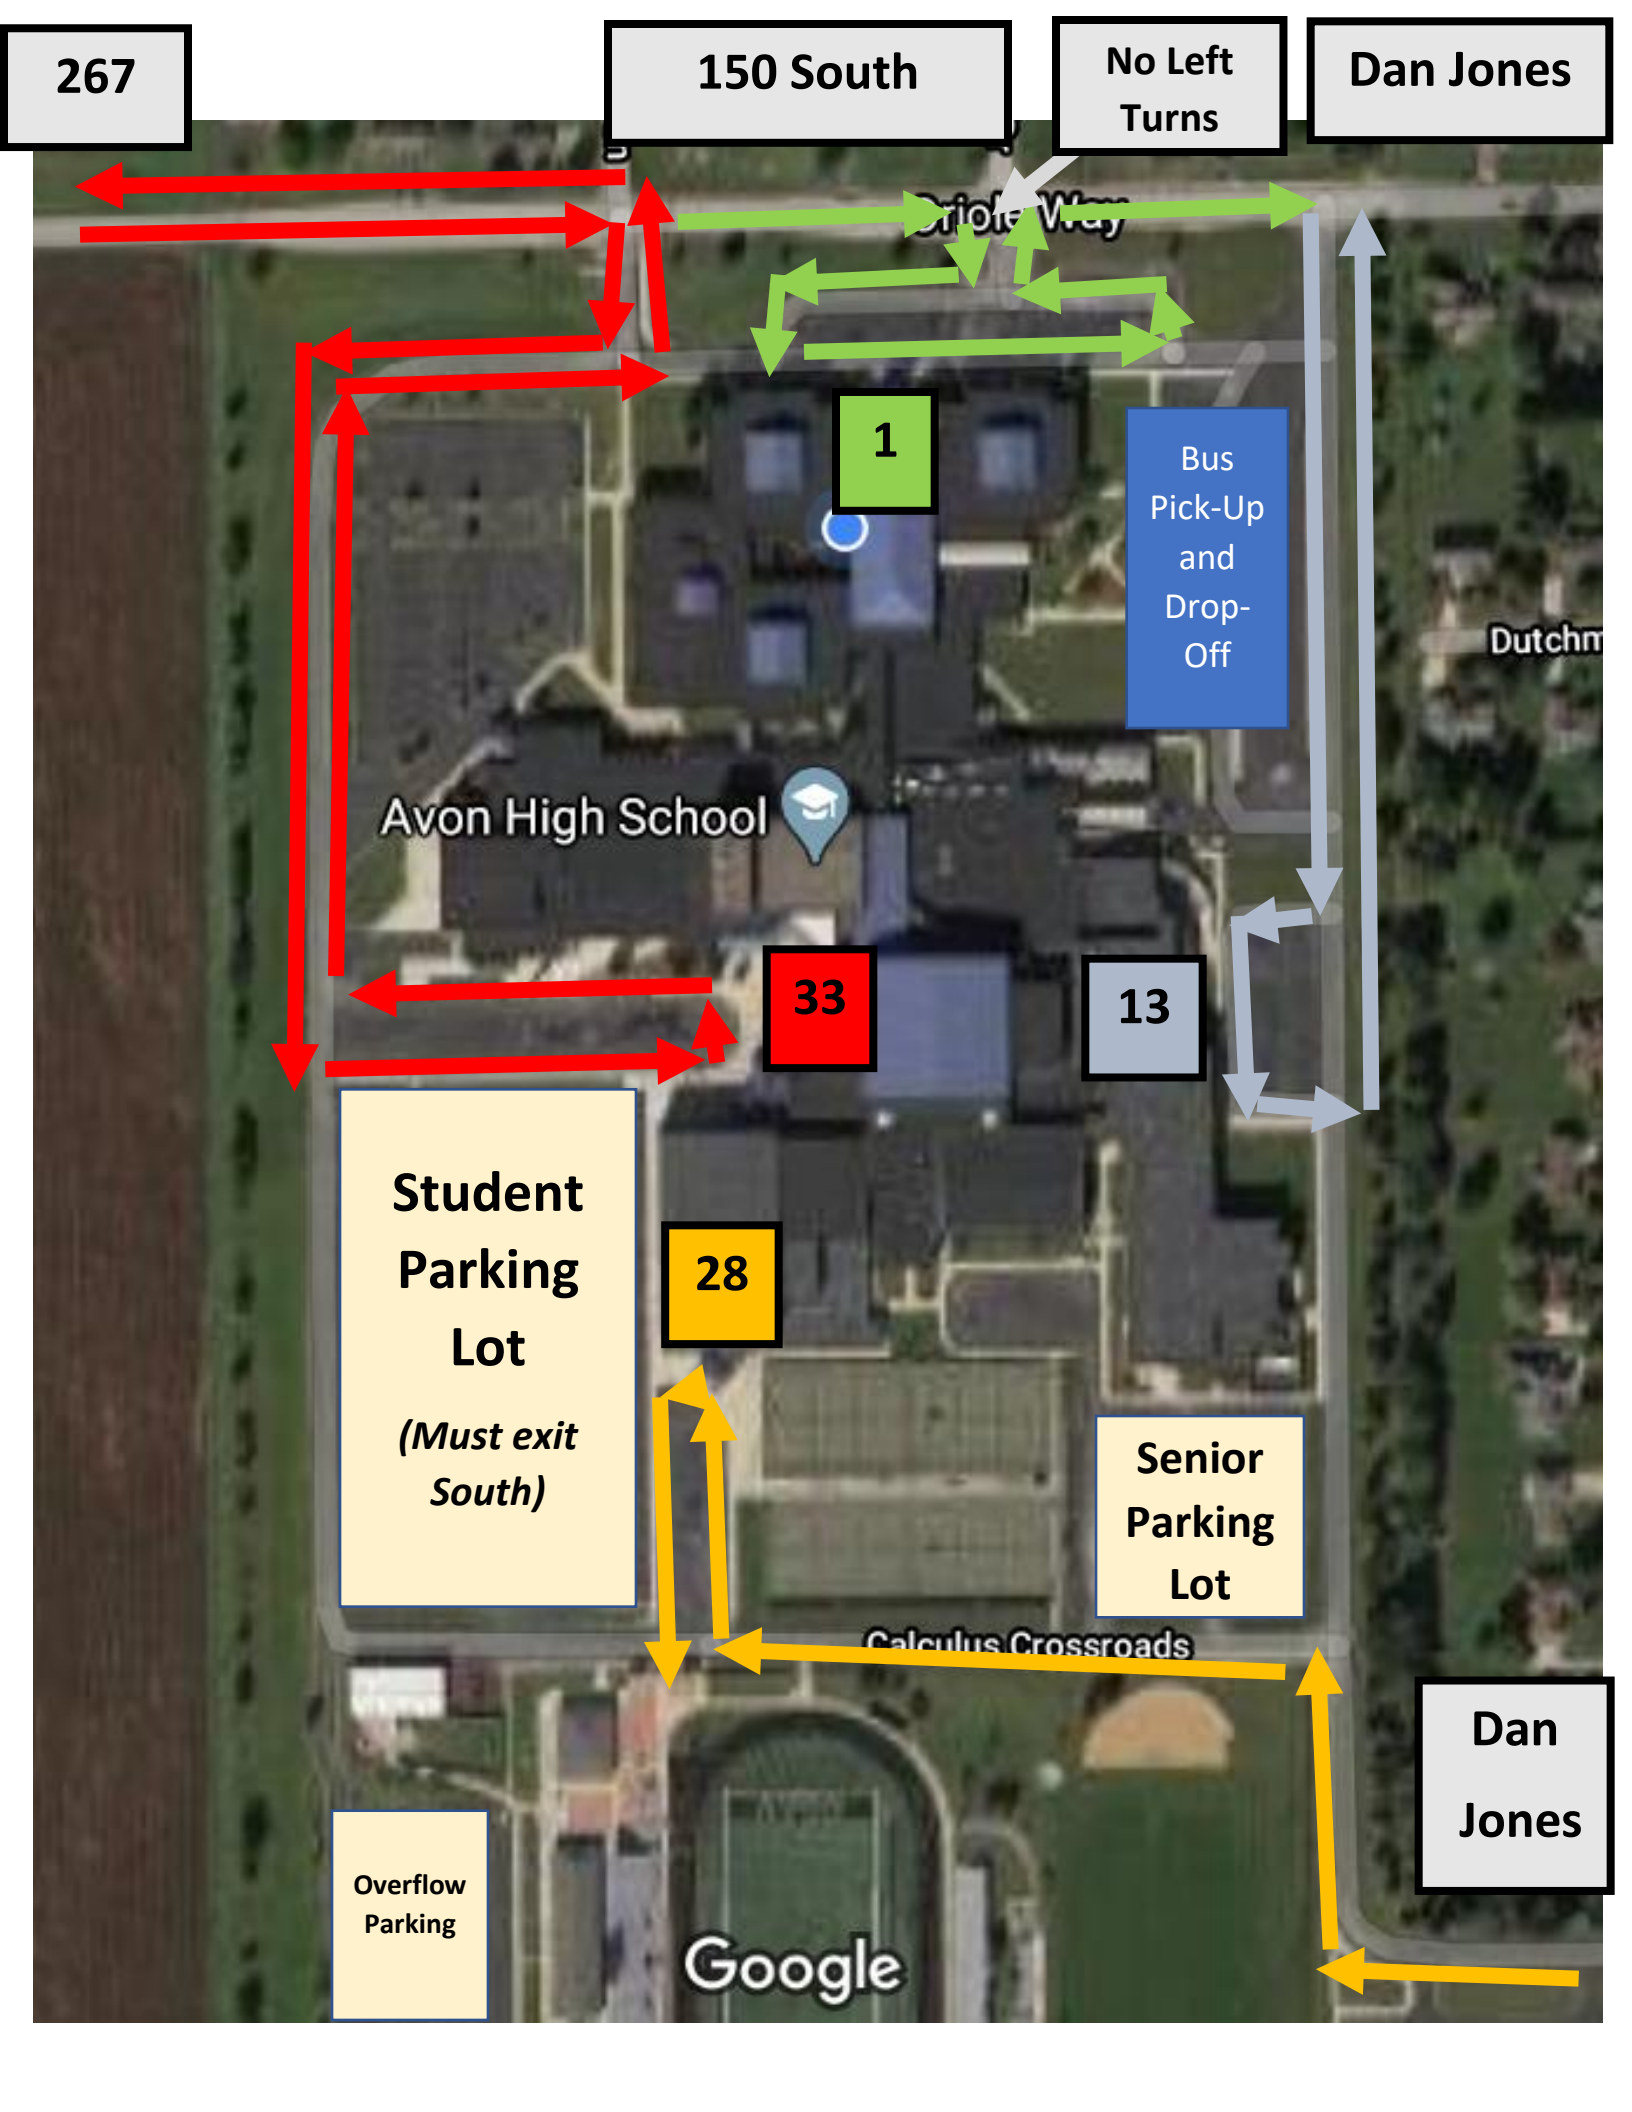 267
150 South
No Left
Turns
Dan Jones
Oriole Way
1
Bus
Pick-Up
and
Drop-
Off
Dutchm
Avon High School
33
13
Student
Parking
Lot
(Must exit
South)
28
Senior
Parking
Lot
Calculus Crossroads
Dan
Jones
Overflow
Parking
Google